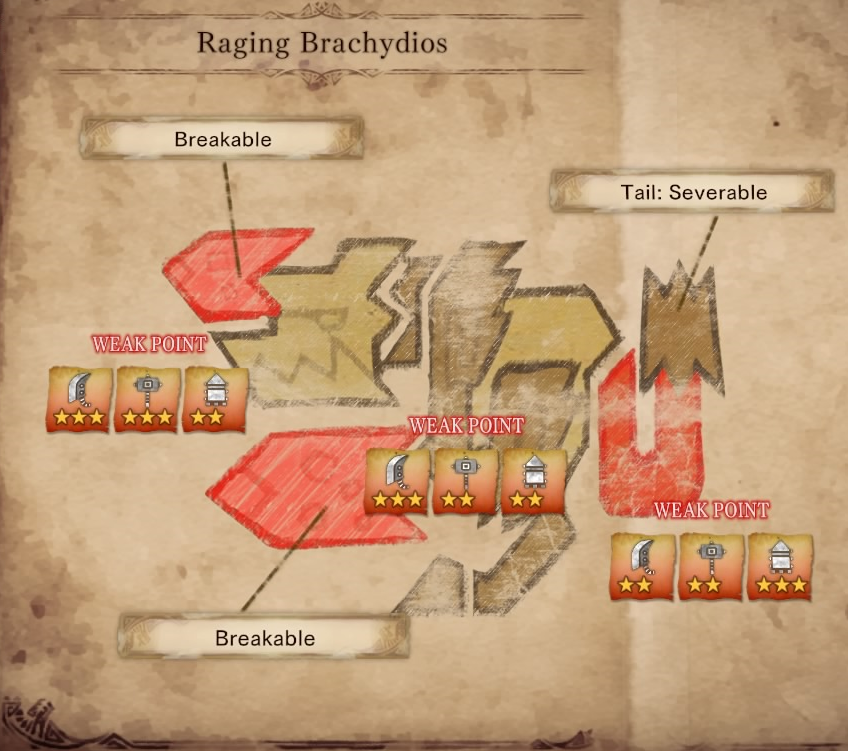 Raging Brachydios
Breakable
Tail: Severable
WEAK POINT
WEAK POINT
WEAK POINT
Breakable